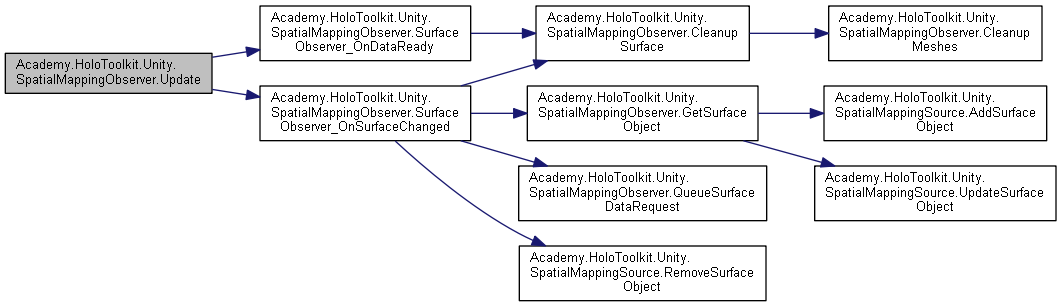 Academy.HoloToolkit.Unity.
SpatialMappingObserver.Update
Academy.HoloToolkit.Unity.
SpatialMappingObserver.Surface
Observer_OnDataReady
Academy.HoloToolkit.Unity.
SpatialMappingObserver.Surface
Observer_OnSurfaceChanged
Academy.HoloToolkit.Unity.
SpatialMappingObserver.Cleanup
Surface
Academy.HoloToolkit.Unity.
SpatialMappingObserver.GetSurface
Object
Academy.HoloToolkit.Unity.
SpatialMappingObserver.QueueSurface
DataRequest
Academy.HoloToolkit.Unity.
SpatialMappingSource.RemoveSurface
Object
Academy.HoloToolkit.Unity.
SpatialMappingObserver.Cleanup
Meshes
Academy.HoloToolkit.Unity.
SpatialMappingSource.AddSurface
Object
Academy.HoloToolkit.Unity.
SpatialMappingSource.UpdateSurface
Object